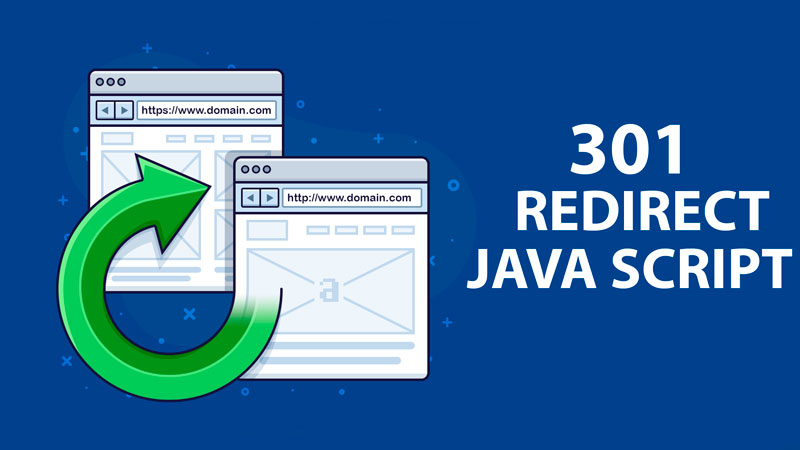 https://www.domain.com
http://www.domain.com
a
301
REDIRECT
JAVA SCRIPT